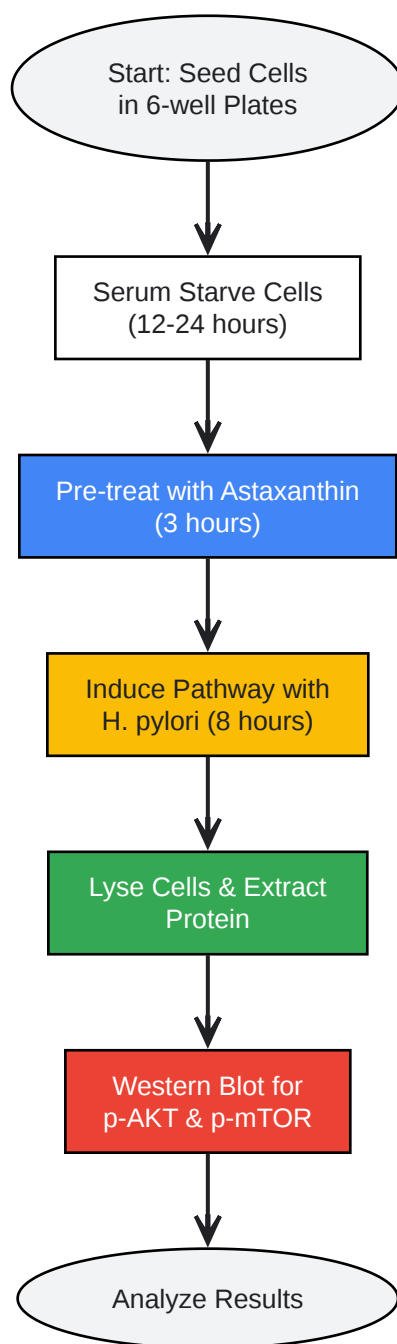 Start: Seed Cells
in 6-well Plates
Serum Starve Cells
(12-24 hours)
Pre-treat with Astaxanthin
(3 hours)
Induce Pathway with
H. pylori (8 hours)
Lyse Cells & Extract
Protein
Western Blot for
p-AKT & p-mTOR
Analyze Results